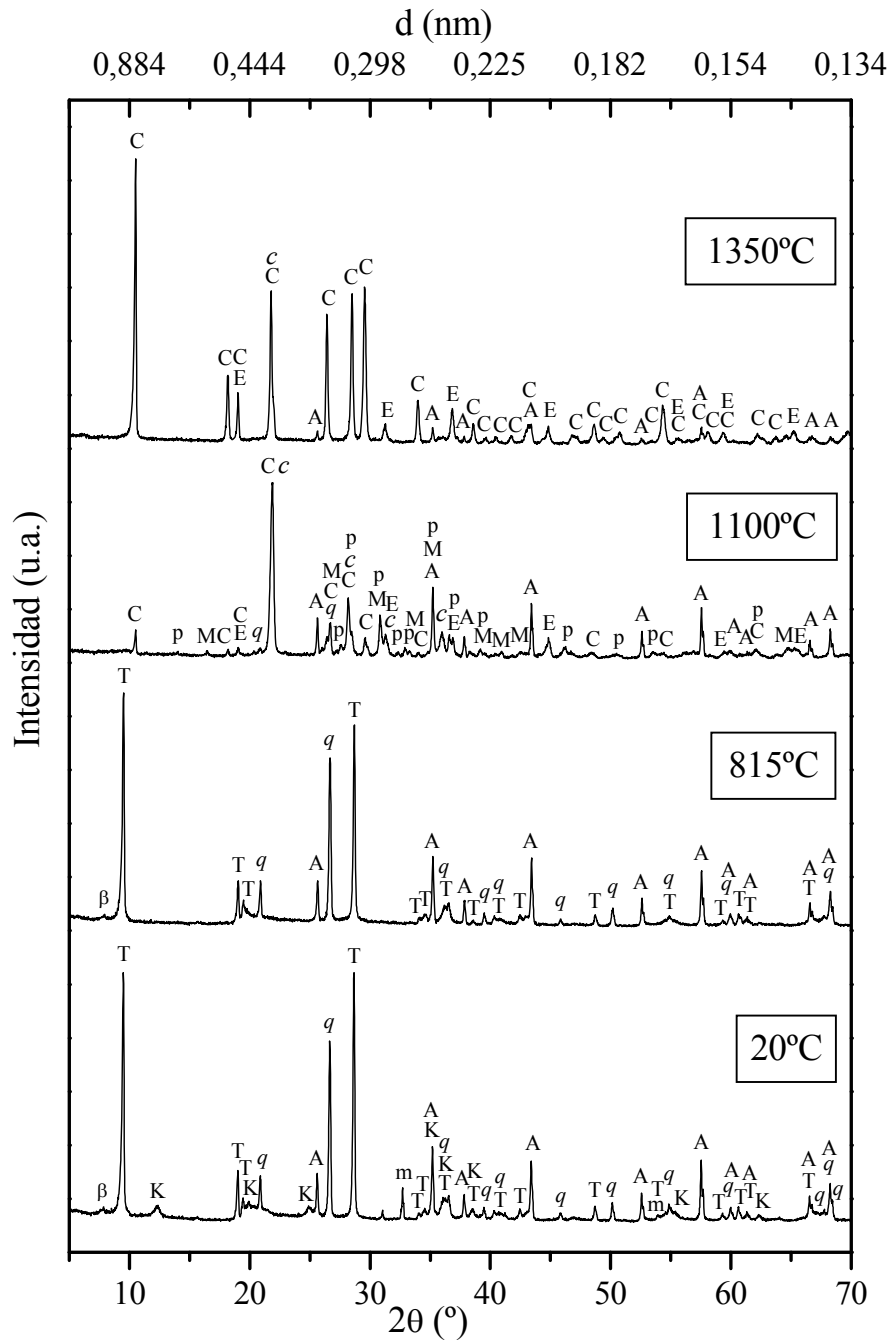 d (nm)
0,884 0,444 0,298 0,225 0,182 0,154 0,134
Intensidad (u.a.)
1350ºC
C
c
C C C C
C C
E
A E C A E A C C C C
C
A E C C C C A C C
A
C C E
C C
E
C C C E A A
1100ºC
C c
C p M C C
E q A
M
C
q p
p
c
C C
p
M E
c p p M
C
p
M
A c
p
E A p
M M M A E p C p A p C E A A
p
C M E A A
815ºC
β T T T q A q T T T A
q
T A T q q
T T A q T q A q
T T
A
q T A
T
A
T
A
q
20ºC
β T K T T K q K A q T m T T
A
K
q
K
T A K
T q q
T T A q T q A T
m
q
K A T
A
q T A
T K
A
T q
A
q q
10 20 30 40 50 60 70
2θ (º)